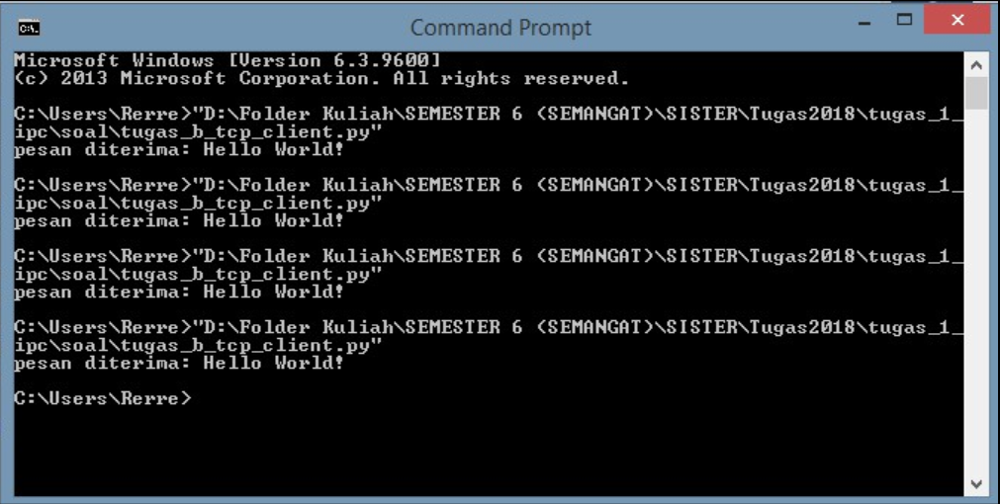 Command Prompt
Microsoft Windows [Version 6.3.9600]
(c) 2013 Microsoft Corporation. All rights reserved.
C:\Users\Rerre>"D:\Folder Kuliah\SEMESTER 6 (SEMANGAT)\SISTER\Tugas2018\tugas_1_
ipc\soal\tugas_b_tcp_client.py"
pesan diterima: Hello World!
C:\Users\Rerre>"D:\Folder Kuliah\SEMESTER 6 (SEMANGAT)\SISTER\Tugas2018\tugas_1_
ipc\soal\tugas_b_tcp_client.py"
pesan diterima: Hello World!
C:\Users\Rerre>"D:\Folder Kuliah\SEMESTER 6 (SEMANGAT)\SISTER\Tugas2018\tugas_1_
ipc\soal\tugas_b_tcp_client.py"
pesan diterima: Hello World!
C:\Users\Rerre>"D:\Folder Kuliah\SEMESTER 6 (SEMANGAT)\SISTER\Tugas2018\tugas_1_
ipc\soal\tugas_b_tcp_client.py"
pesan diterima: Hello World!
C:\Users\Rerre>